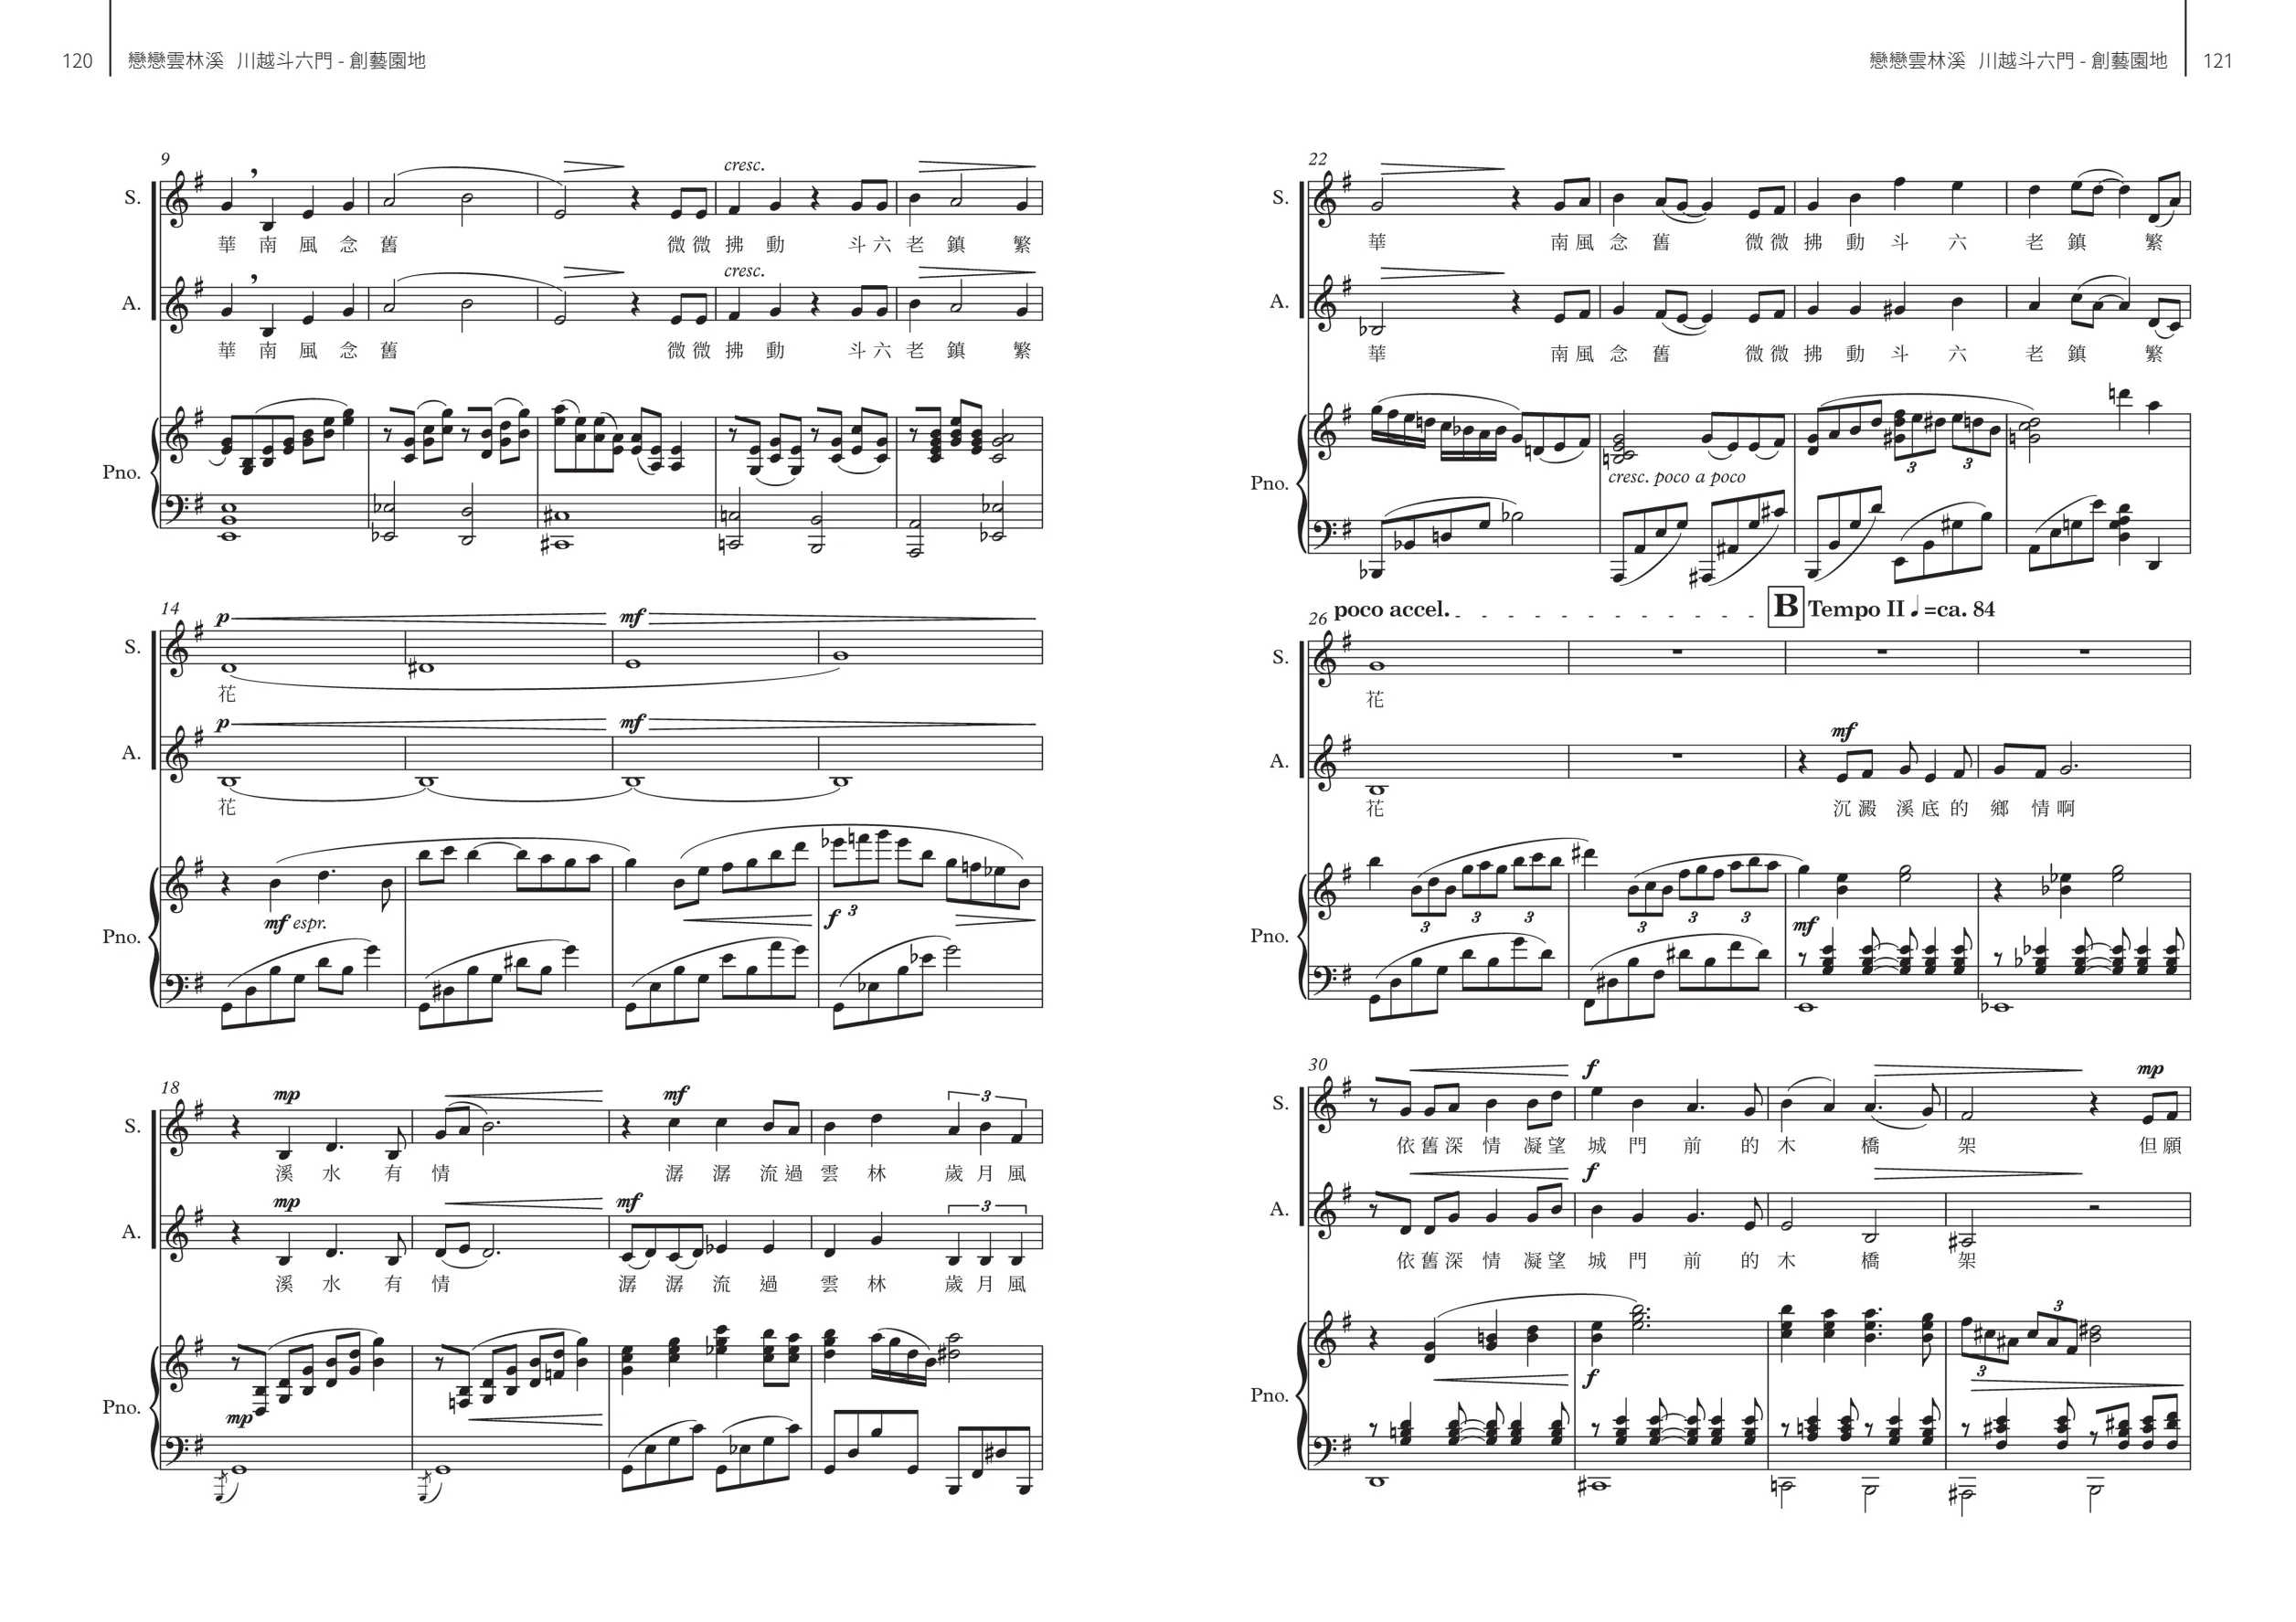 120 戀戀雲林溪 川越斗六門 - 創藝園地
9
cresc.
S.
華 南 風 念 舊 微 微 拂 動 斗 六 老 鎮 繁
cresc.
A.
華 南 風 念 舊 微 微 拂 動 斗 六 老 鎮 繁
Pno.
14
p mf
S.
花
p mf
A.
花
mf espr. f 3
Pno.
18
mp mf 3
S.
溪 水 有 情 潺 潺 流 過 雲 林 歲 月 風
mp mf 3
A.
溪 水 有 情 潺 潺 流 過 雲 林 歲 月 風
Pno.
mp
戀戀雲林溪 川越斗六門 - 創藝園地 121
22
S.
華 南 風 念 舊 微 微 拂 動 斗 六 老 鎮 繁
A.
華 南 風 念 舊 微 微 拂 動 斗 六 老 鎮 繁
3 3
cresc. poco a poco
Pno.
26 poco accel. B Tempo II ♩=ca. 84
S.
花
mf
A.
花 沉 澱 溪 底 的 鄉 情 啊
3 3 3 3 3 3
mf
Pno.
30
f mp
S.
依 舊 深 情 凝 望 城 門 前 的 木 橋 架 但 願
f
A.
依 舊 深 情 凝 望 城 門 前 的 木 橋 架
3
3
f
Pno.